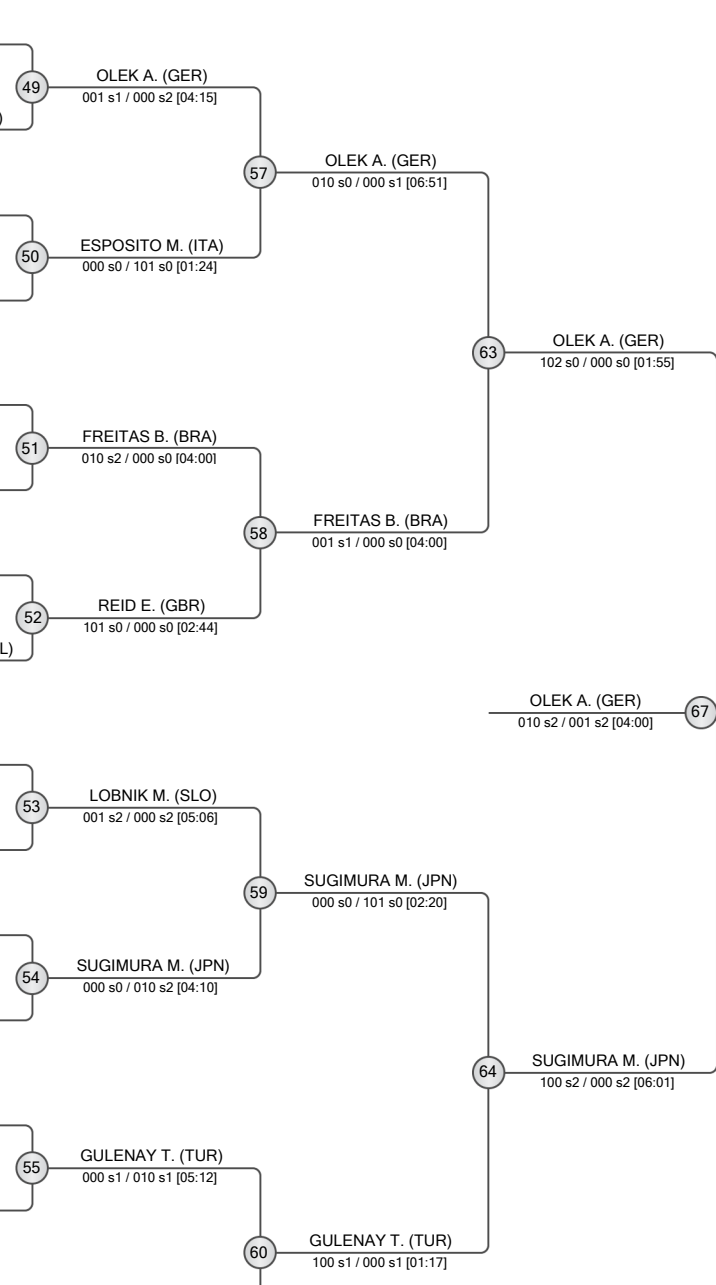 49
OLEK A. (GER)
001 s1 / 000 s2 [04:15]
)
57
OLEK A. (GER)
010 s0 / 000 s1 [06:51]
50
ESPOSITO M. (ITA)
000 s0 / 101 s0 [01:24]
63
OLEK A. (GER)
102 s0 / 000 s0 [01:55]
51
FREITAS B. (BRA)
010 s2 / 000 s0 [04:00]
58
FREITAS B. (BRA)
001 s1 / 000 s0 [04:00]
52
REID E. (GBR)
101 s0 / 000 s0 [02:44]
L)
OLEK A. (GER)
010 s2 / 001 s2 [04:00]
67
53
LOBNIK M. (SLO)
001 s2 / 000 s2 [05:06]
59
SUGIMURA M. (JPN)
000 s0 / 101 s0 [02:20]
54
SUGIMURA M. (JPN)
000 s0 / 010 s2 [04:10]
64
SUGIMURA M. (JPN)
100 s2 / 000 s2 [06:01]
55
GULENAY T. (TUR)
000 s1 / 010 s1 [05:12]
60
GULENAY T. (TUR)
100 s1 / 000 s1 [01:17]